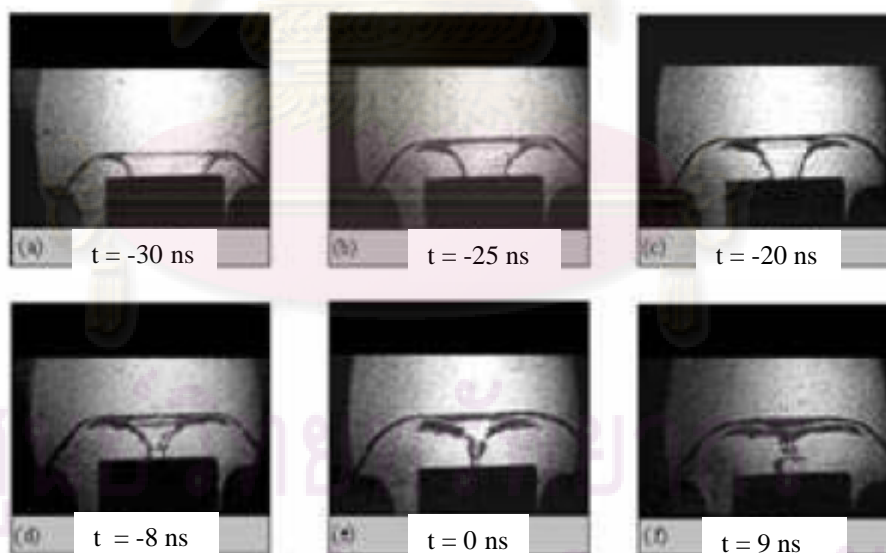 (a) t = -30 ns
(b) t = -25 ns
(c) t = -20 ns
(d) t = -8 ns
(e) t = 0 ns
(f) t = 9 ns